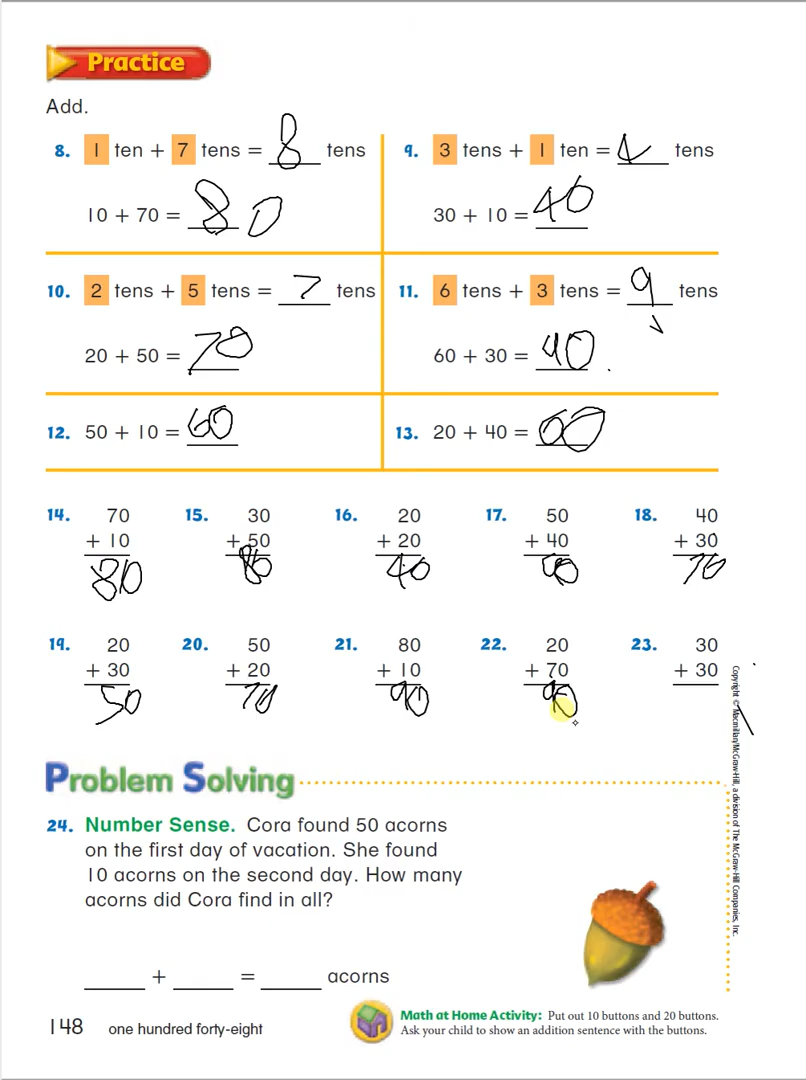 Practice
Add.
8. 1 ten + 7 tens = 8 tens
10 + 70 = 80
9. 3 tens + 1 ten = 4 tens
30 + 10 = 40
10. 2 tens + 5 tens = 7 tens
20 + 50 = 70
11. 6 tens + 3 tens = 9 tens
60 + 30 = 40
12. 50 + 10 = 60
13. 20 + 40 = 60
14. 70 15. 30 16. 20 17. 50 18. 40
+ 10 + 50 + 20 + 40 + 30
80 80 40 90 70
19. 20 20. 50 21. 80 22. 20 23. 30
+ 30 + 20 + 10 + 70 + 30
50 70 90 90
Problem Solving
24. Number Sense. Cora found 50 acorns
on the first day of vacation. She found
10 acorns on the second day. How many
acorns did Cora find in all?
_____ + _____ = _____ acorns
148 one hundred forty-eight
Math at Home Activity: Put out 10 buttons and 20 buttons.
Ask your child to show an addition sentence with the buttons.
Copyright © Macmillan/McGraw-Hill, a division of The McGraw-Hill Companies, Inc.